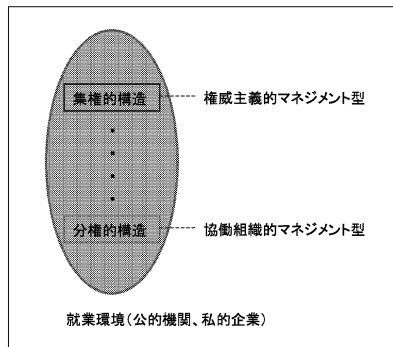 集権的構造 権威主義的マネジメント型
分権的構造 協働組織的マネジメント型
就業環境(公的機関、私的企業)